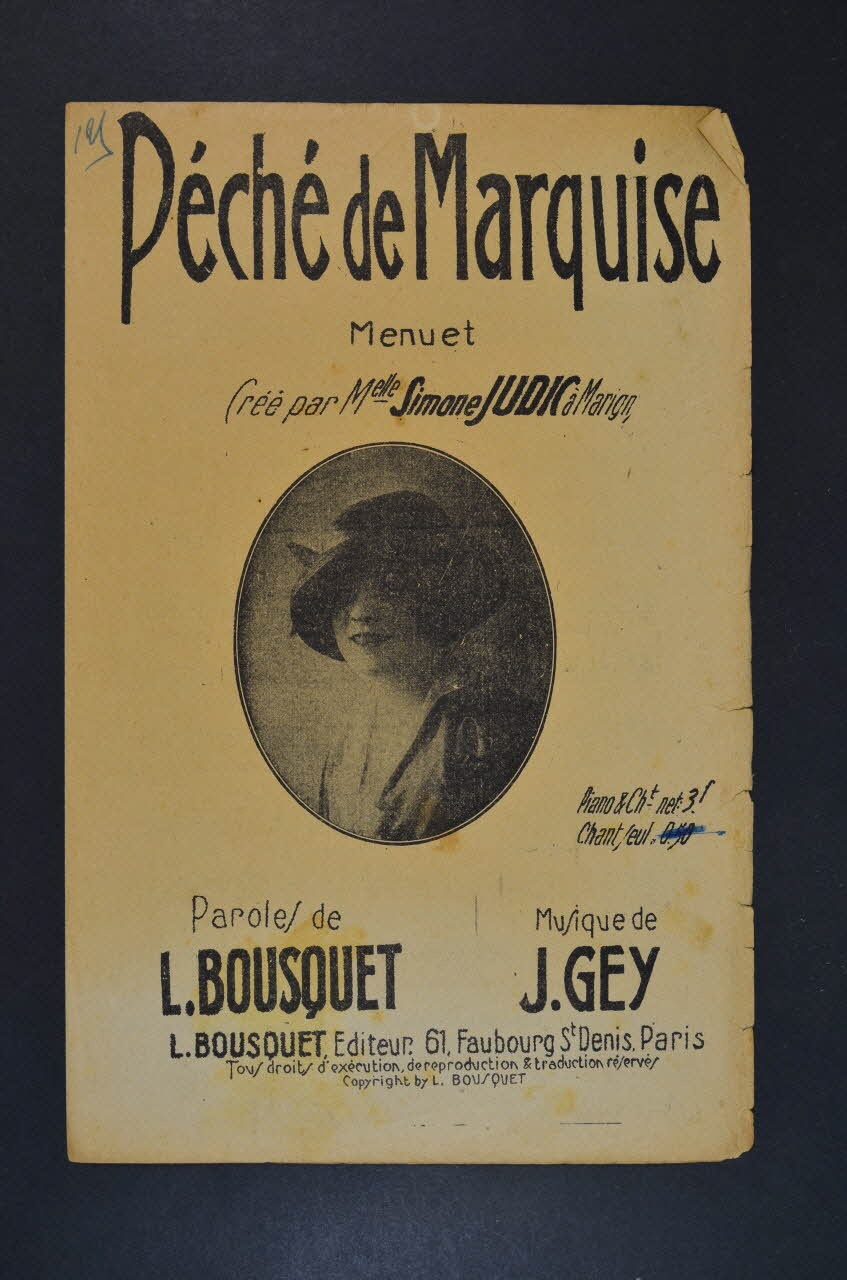 Péché de Marquise
Menuet
Créé par Melle Simone JUDIC à Marign
Piano & Cht net. 3.f
Chant seul. 0.50
Paroles de
L. BOUSQUET
Musique de
J. GEY
L. BOUSQUET, Editeur. 61, Faubourg St Denis, Paris
Tous droits d'exécution, de reproduction & traduction réservés
Copyright by L. BOUSQUET